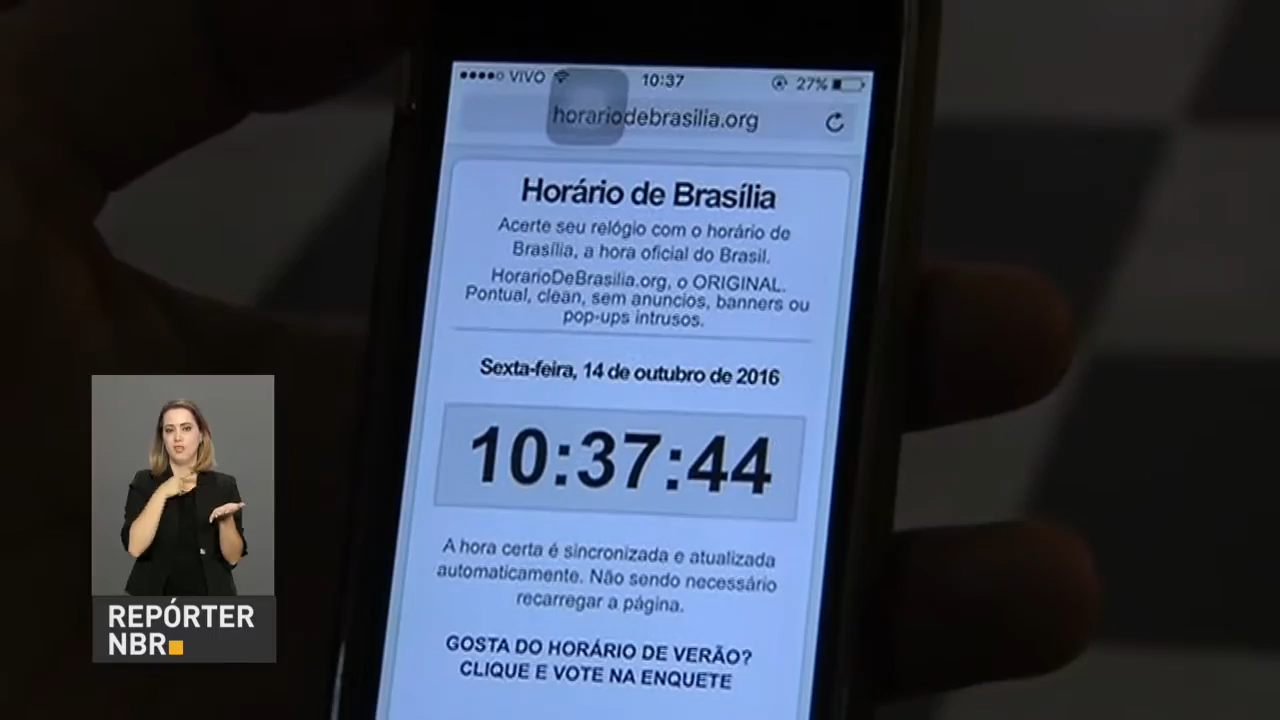 VIVO 10:37 27%
horariodebrasilia.org
Horário de Brasília
Acerte seu relógio com o horário de
Brasília, a hora oficial do Brasil.
HorarioDeBrasilia.org, o ORIGINAL.
Pontual, clean, sem anuncios, banners ou
pop-ups intrusos.
Sexta-feira, 14 de outubro de 2016
10:37:44
A hora certa é sincronizada e atualizada
automaticamente. Não sendo necessário
recarregar a página.
GOSTA DO HORÁRIO DE VERÃO?
CLIQUE E VOTE NA ENQUETE
REPÓRTER
NBR